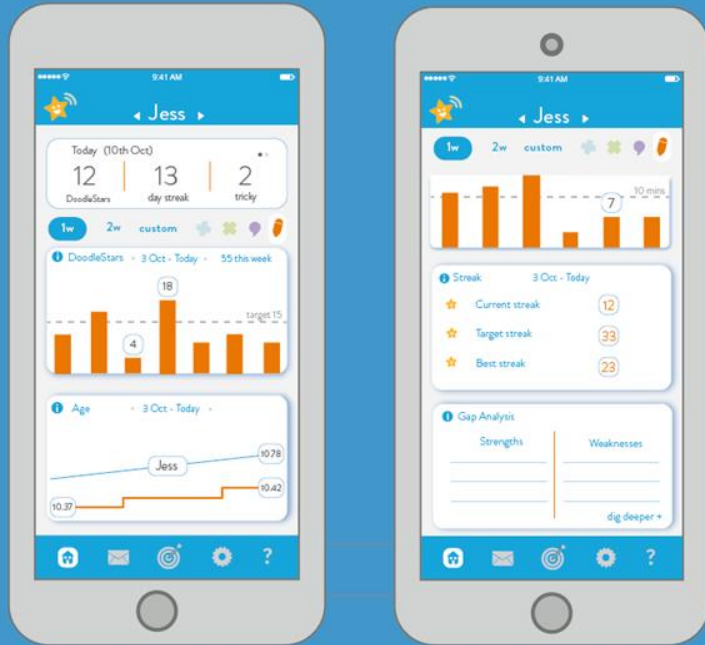 9:41 AM
Jess
Today (10th Oct)
12 13 2
DoodleStars day streak tricky
1w 2w custom
DoodleStars • 3 Oct - Today • 55 this week
18
target 15
4
Age • 3 Oct - Today •
10.78
Jess
10.42
10.37
?
9:41 AM
Jess
1w 2w custom
10 mins
7
Streak 3 Oct - Today
Current streak 12
Target streak 33
Best streak 23
Gap Analysis
Strengths Weaknesses
dig deeper +
?